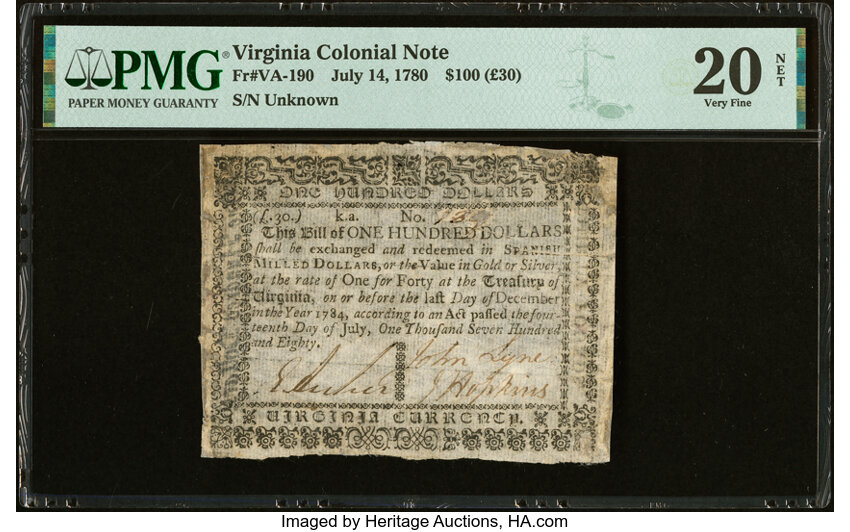 PMG® Virginia Colonial Note
Fr#VA-190 July 14, 1780 $100 (£30)
PAPER MONEY GUARANTY
S/N Unknown
20 NET
Very Fine
ONE HUNDRED DOLLARS
(£.30.) k.a. No.
This Bill of ONE HUNDRED DOLLARS
ſhall be exchanged and redeemed in SPANISH
MILLED DOLLARS, or the Value in Gold or Silver,
at the rate of One for Forty at the Treaſury of
Virginia, on or before the laſt Day of December
in the Year 1784, according to an Act paſſed the four-
teenth Day of July, One Thouſand Seven Hundred
and Eighty.
John Lyne
J Hopkins
VIRGINIA CURRENCY.
Imaged by Heritage Auctions, HA.com